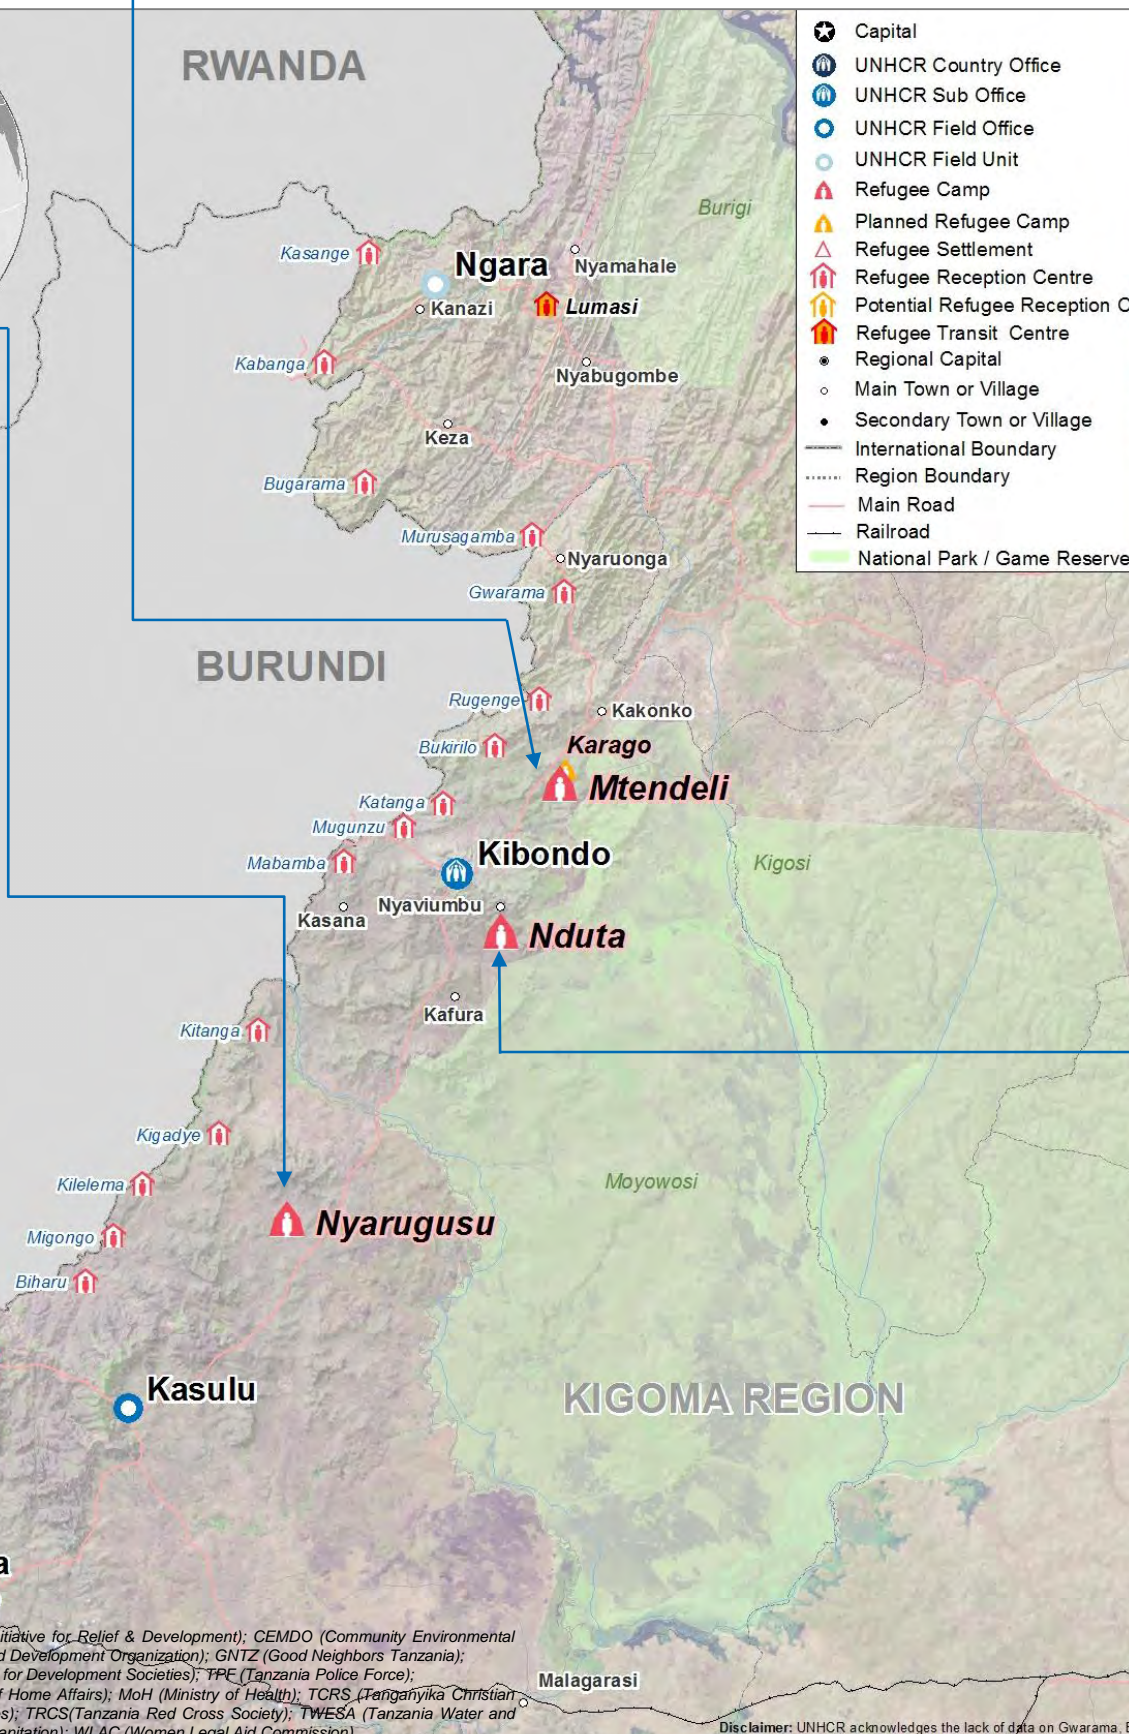 RWANDA
Capital
UNHCR Country Office
UNHCR Sub Office
UNHCR Field Office
UNHCR Field Unit
Refugee Camp
Planned Refugee Camp
Refugee Settlement
Refugee Reception Centre
Potential Refugee Reception C
Refugee Transit Centre
Regional Capital
Main Town or Village
Secondary Town or Village
International Boundary
Region Boundary
Main Road
Railroad
National Park / Game Reserve
Burigi
Kasange
Ngara
Nyamahale
Kanazi
Lumasi
Kabanga
Nyabugombe
Keza
Bugarama
Murusagamba
Nyaruonga
Gwarama
BURUNDI
Rugenge
Kakonko
Bukirilo
Karago
Mtendeli
Katanga
Mugunzu
Mabamba
Kibondo
Kigosi
Nyaviumbu
Kasana
Nduta
Kafura
Kitanga
Kigadye
Kilelema
Moyowosi
Nyarugusu
Migongo
Biharu
Kasulu
KIGOMA REGION
a
itiative for Relief & Development); CEMDO (Community Environmental
d Development Organization); GNTZ (Good Neighbors Tanzania);
for Development Societies); TPF (Tanzania Police Force);
f Home Affairs); MoH (Ministry of Health); TCRS (Tanganyika Christian
s); TRCS(Tanzania Red Cross Society); TWESA (Tanzania Water and
anitation); WLAC (Women Legal Aid Commission)
Malagarasi
Disclaimer: UNHCR acknowledges the lack of data on Gwarama,